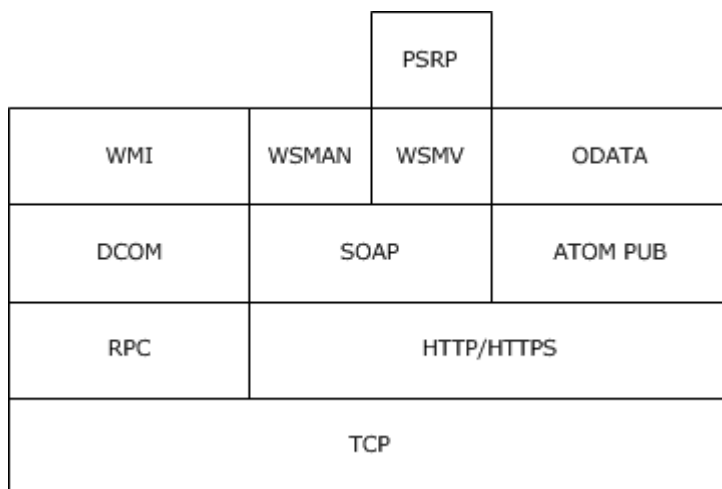 PSRP
WMI
WSMAN
WSMV
ODATA
DCOM
SOAP
ATOM PUB
RPC
HTTP/HTTPS
TCP